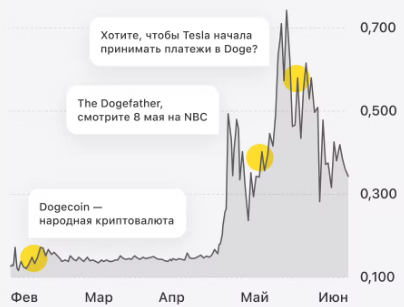 Хотите, чтобы Tesla начала
принимать платежи в Doge?
0,700
The Dogefather,
смотрите 8 мая на NBC
0,500
Dogecoin —
народная криптовалюта
0,300
0,100
Фев Мар Апр Май Июн